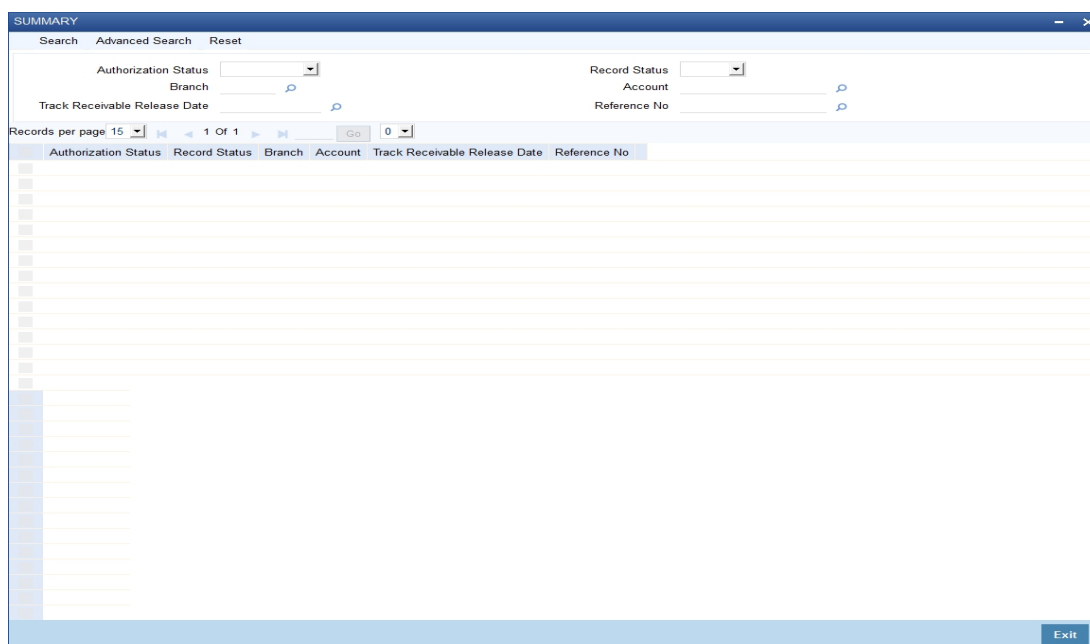 SUMMARY
Search Advanced Search Reset
Authorization Status Record Status
Branch Account
Track Receivable Release Date Reference No
Records per page 15 1 Of 1 Go 0
Authorization Status Record Status Branch Account Track Receivable Release Date Reference No
Exit